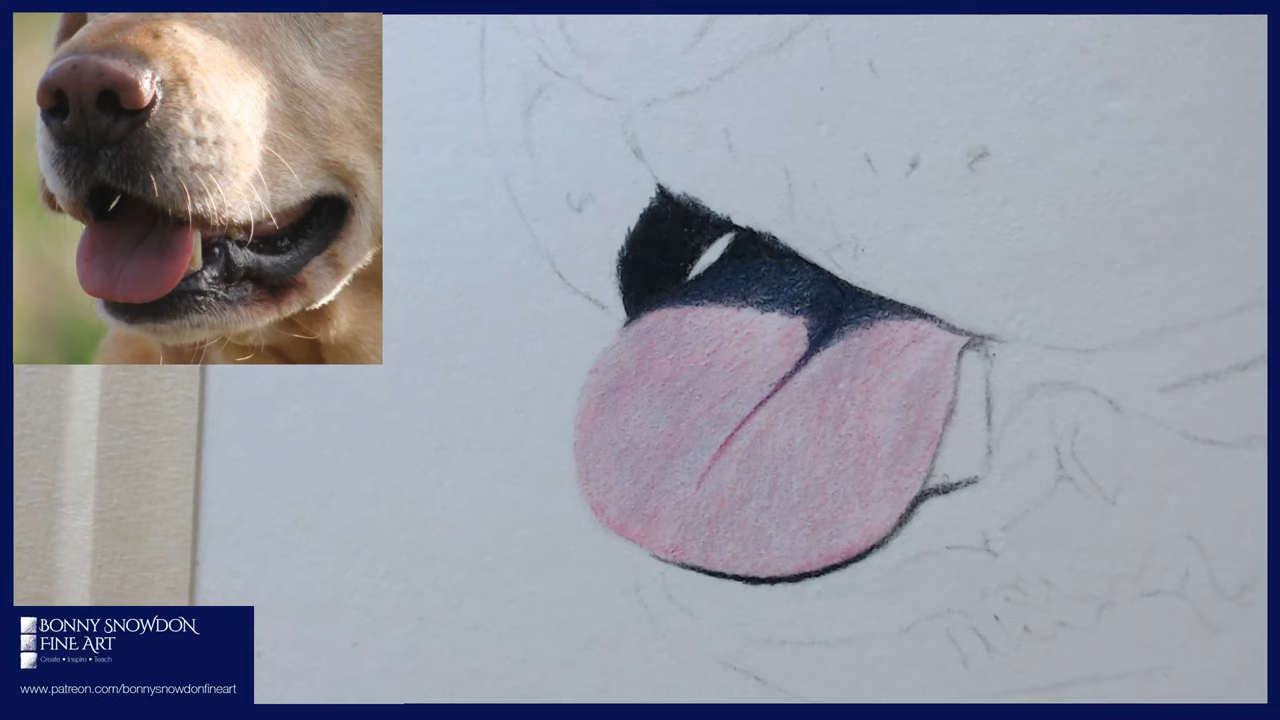 BONNY SNOWDON
FINE ART
Create • Inspire • Teach
www.patreon.com/bonnysnowdonfineart